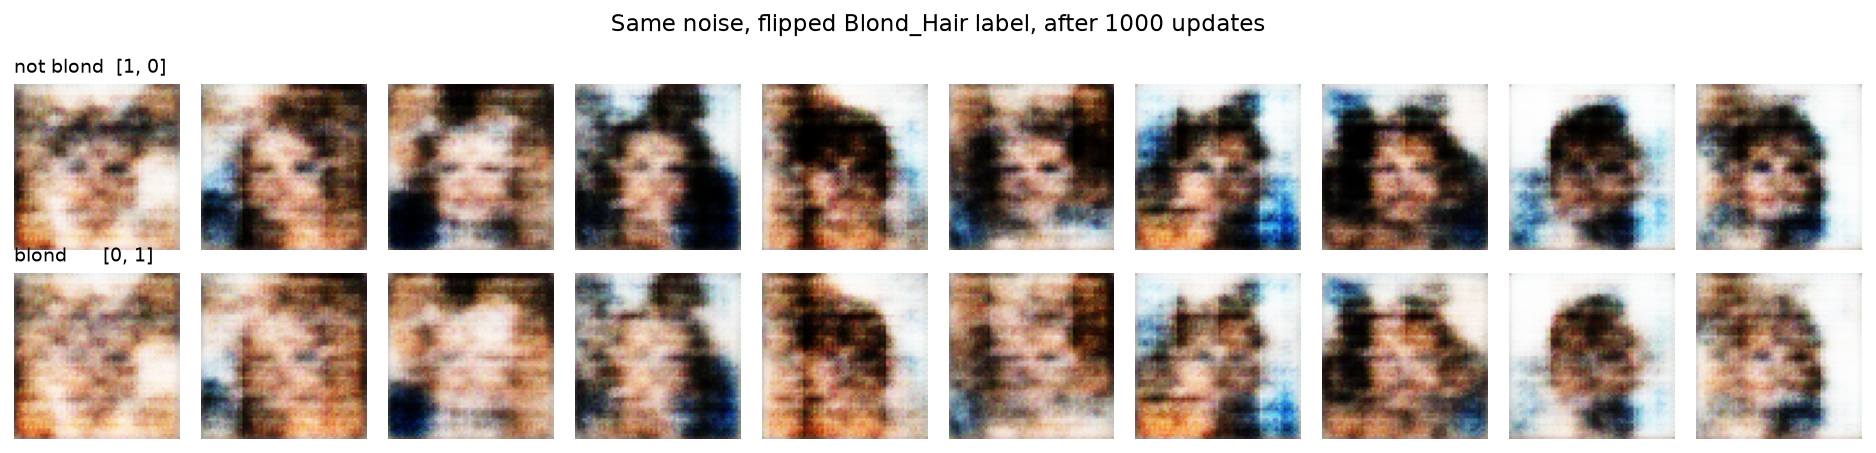 Same noise, flipped Blond_Hair label, after 1000 updates
not blond  [1, 0]
blond      [0, 1]